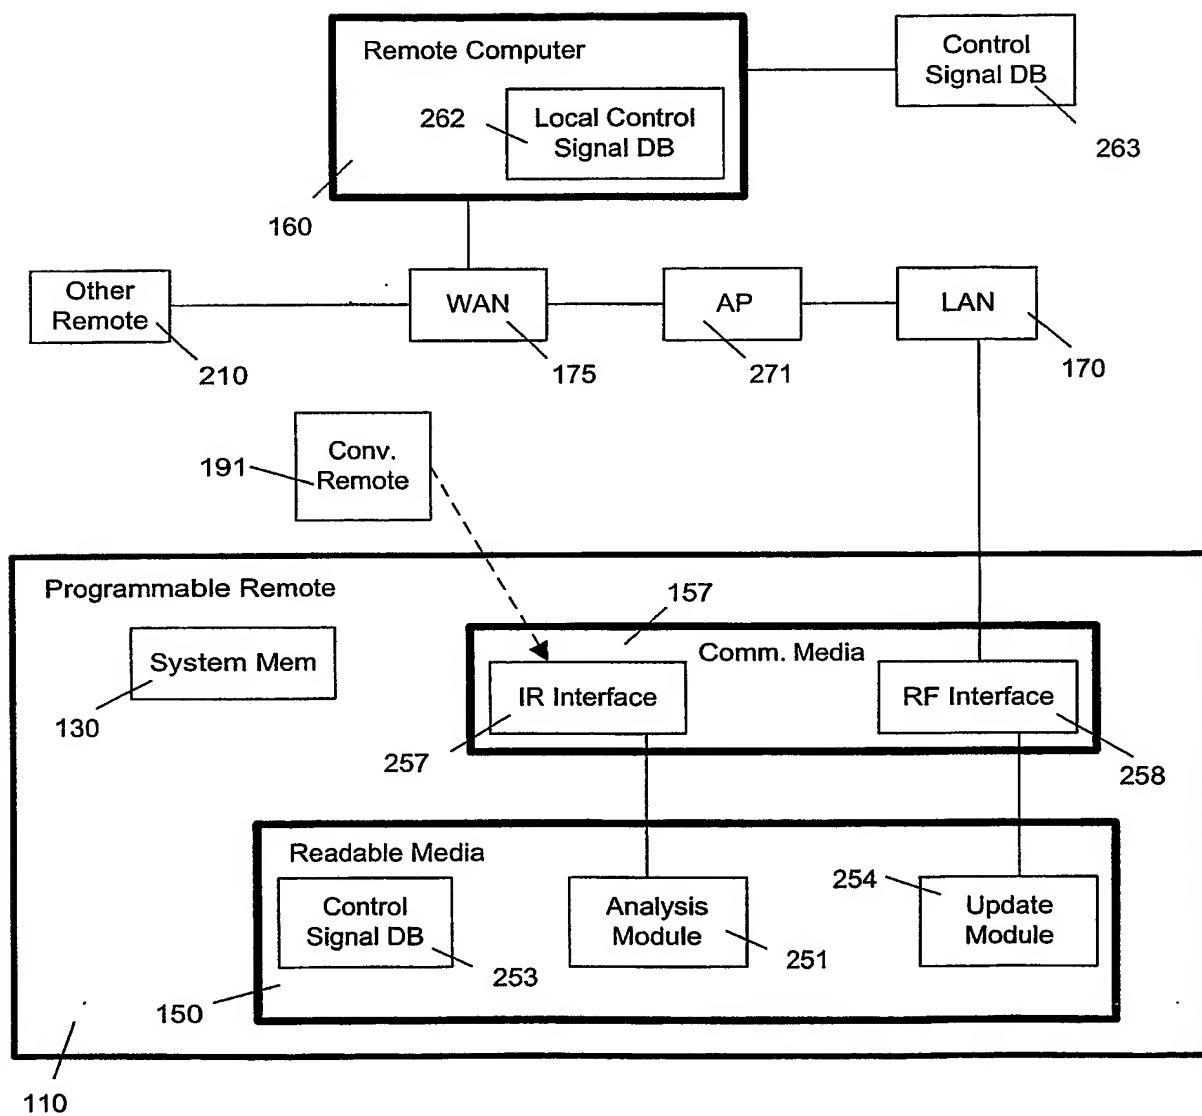 Remote Computer
Control
Signal DB
262
Local Control
Signal DB
263
160
Other
Remote
WAN
AP
LAN
210
175
271
170
191
Conv.
Remote
Programmable Remote
157
System Mem
Comm. Media
IR Interface
RF Interface
130
257
258
Readable Media
254
Control
Signal DB
Analysis
Module
Update
Module
253
251
150
110